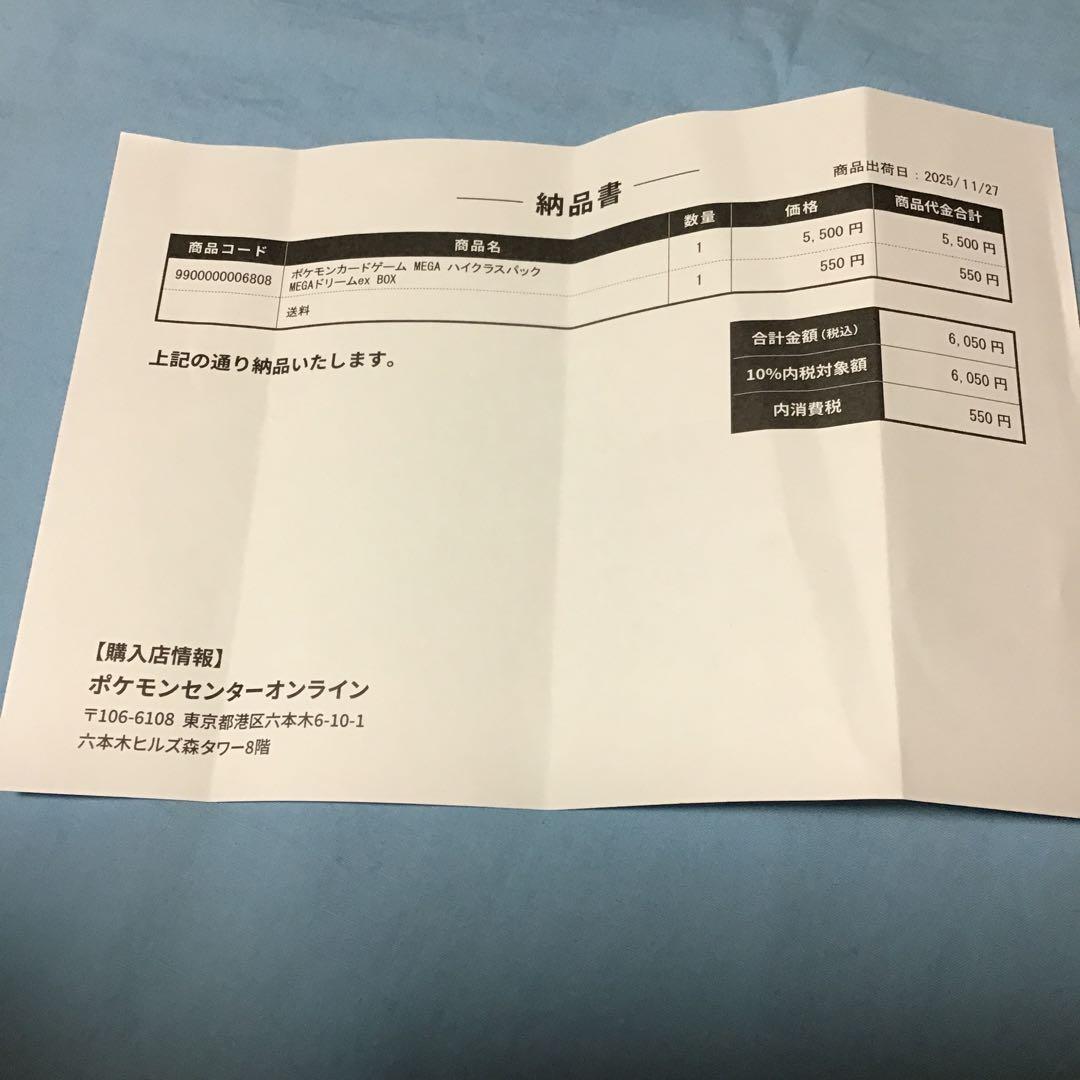 商品出荷日：2025/11/27
納品書
商品コード 商品名 数量 価格 商品代金合計
9900000006808 ポケモンカードゲーム MEGA ハイクラスパック 1 5,500 円 5,500 円
MEGAドリームex BOX
送料 1 550 円 550 円
合計金額(税込) 6,050 円
10%内税対象額 6,050 円
内消費税 550 円
上記の通り納品いたします。
【購入店情報】
ポケモンセンターオンライン
〒106-6108 東京都港区六本木6-10-1
六本木ヒルズ森タワー8階